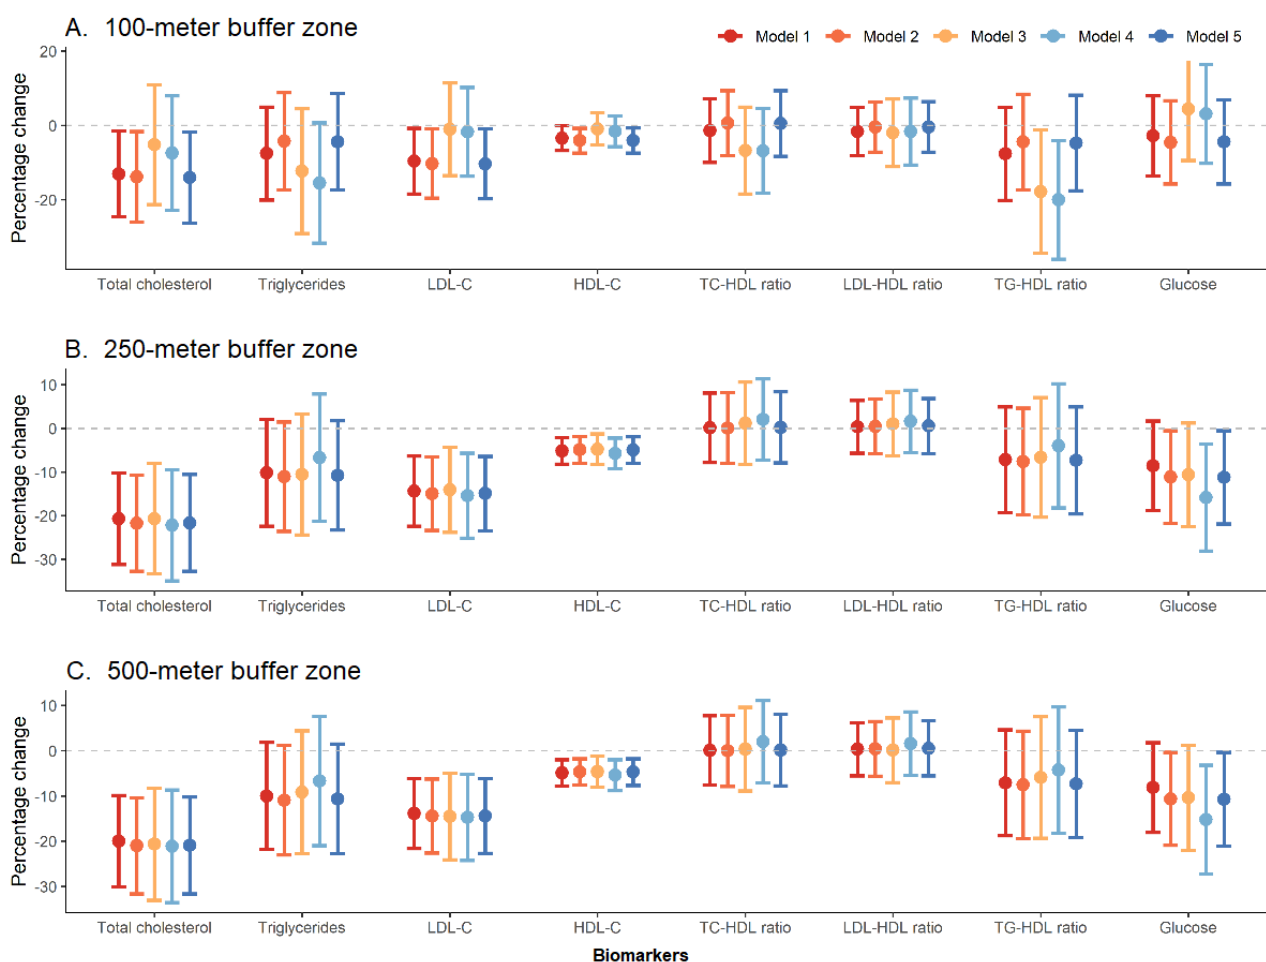 A. 100-meter buffer zone
Model 1 Model 2 Model 3 Model 4 Model 5
Percentage change
20
0
-20
Total cholesterol Triglycerides LDL-C HDL-C TC-HDL ratio LDL-HDL ratio TG-HDL ratio Glucose
B. 250-meter buffer zone
Percentage change
10
0
-10
-20
-30
Total cholesterol Triglycerides LDL-C HDL-C TC-HDL ratio LDL-HDL ratio TG-HDL ratio Glucose
C. 500-meter buffer zone
Percentage change
10
0
-10
-20
-30
Total cholesterol Triglycerides LDL-C HDL-C TC-HDL ratio LDL-HDL ratio TG-HDL ratio Glucose
Biomarkers